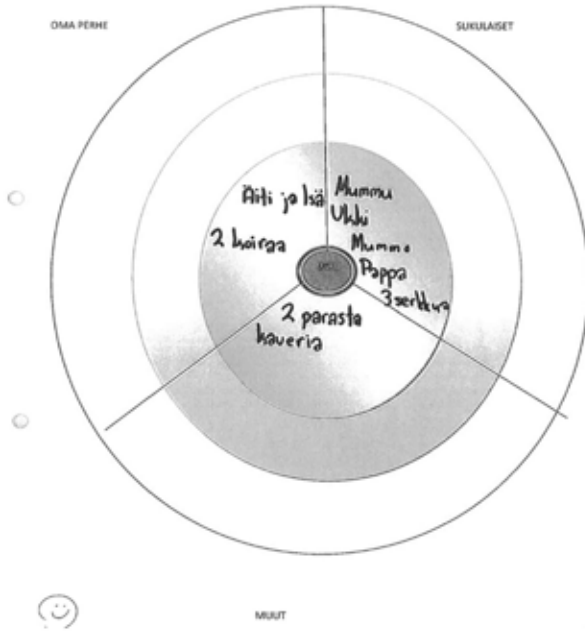 OMA PERHE
SUKULAISET
Äiti ja Isä
2 koiraa
Mummu
Ukki
Mummo
Pappa
3 serkkua
2 parasta
kaveria
MUUT